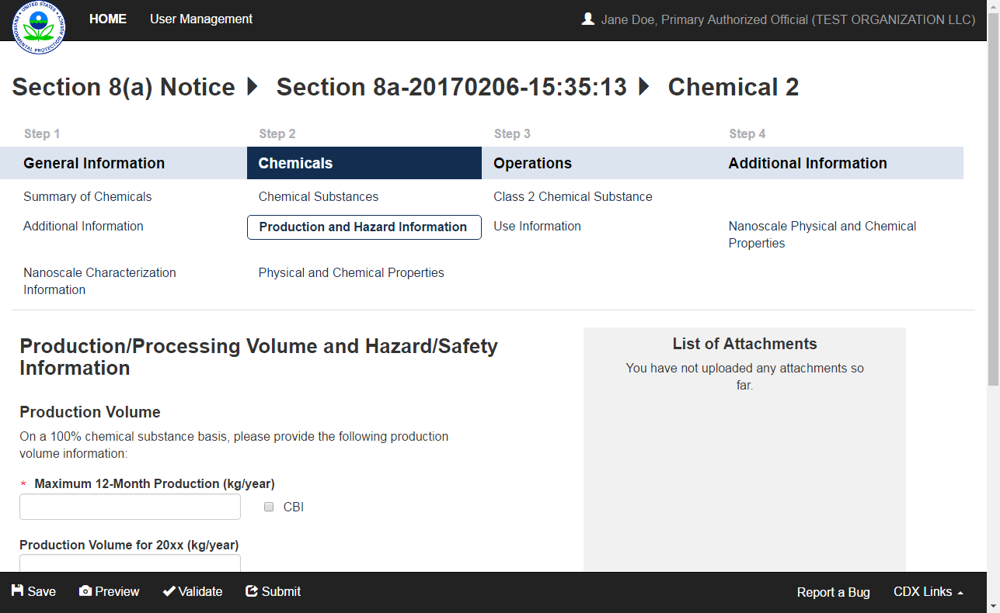 UNITED STATES
ENVIRONMENTAL PROTECTION AGENCY
HOME User Management Jane Doe, Primary Authorized Official (TEST ORGANIZATION LLC)
Section 8(a) Notice Section 8a-20170206-15:35:13 Chemical 2
Step 1 Step 2 Step 3 Step 4
General Information Chemicals Operations Additional Information
Summary of Chemicals Chemical Substances Class 2 Chemical Substance
Additional Information Production and Hazard Information Use Information Nanoscale Physical and Chemical
Properties
Nanoscale Characterization Physical and Chemical Properties
Information
Production/Processing Volume and Hazard/Safety
Information
Production Volume
On a 100% chemical substance basis, please provide the following production
volume information:
* Maximum 12-Month Production (kg/year)
CBI
Production Volume for 20xx (kg/year)
List of Attachments
You have not uploaded any attachments so
far.
Save Preview Validate Submit Report a Bug CDX Links